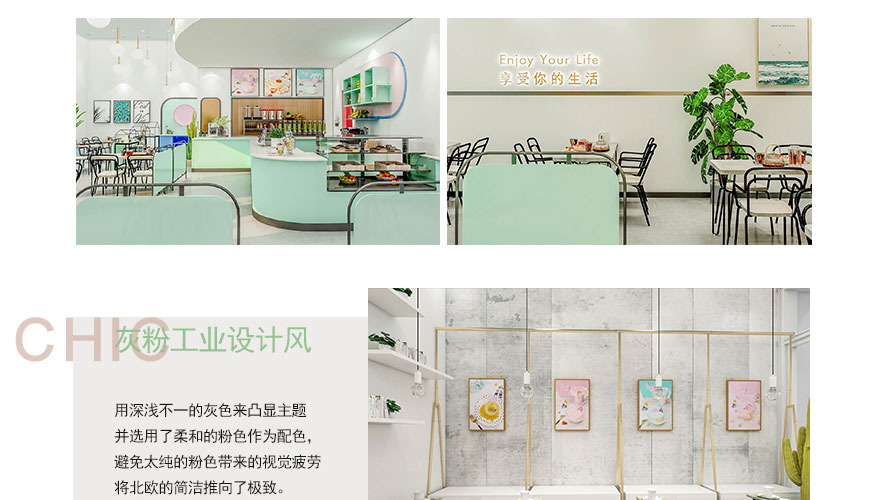 Enjoy Your Life
享受你的生活
CHIC
灰粉工业设计风
用深浅不一的灰色来凸显主题
并选用了柔和的粉色作为配色,
避免太纯的粉色带来的视觉疲劳
将北欧的简洁推向了极致。